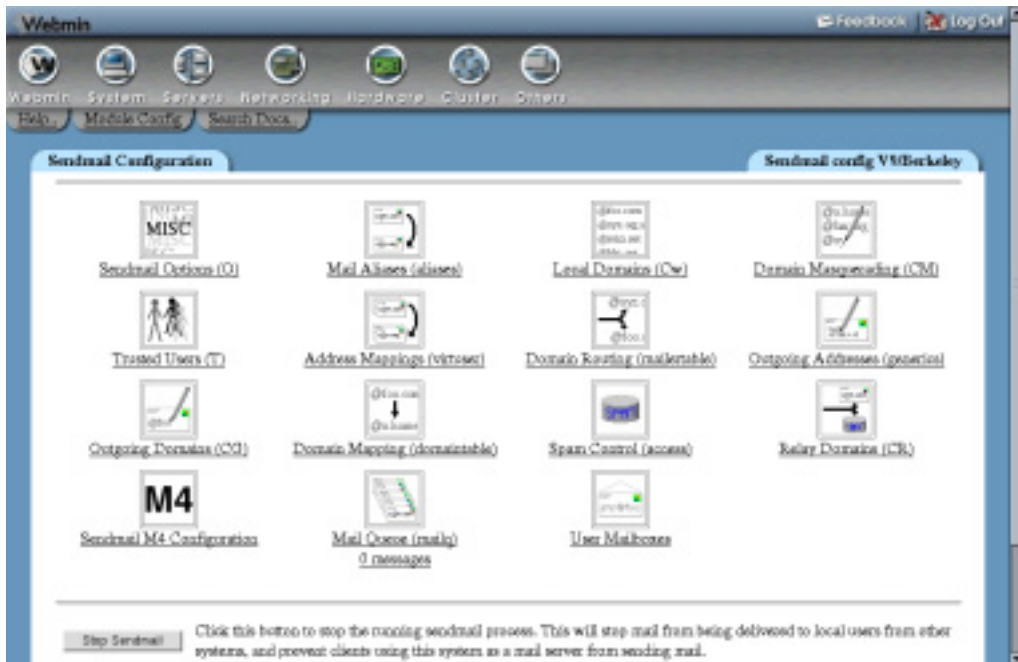 Webmin
Feedback
Log Out
Webmin System Servers Networking Hardware Cluster Others
Help.. Module Config Search Docs..
Sendmail Configuration
Sendmail config V8/Berkeley
MISC
Sendmail Options (O)
Mail Aliases (aliases)
Local Domains (Cw)
Domain Masquerading (CM)
Trusted Users (T)
Address Mappings (virtuser)
Domain Routing (mailertable)
Outgoing Addresses (generics)
Outgoing Domains (CG)
Domain Mapping (domaintable)
Spam Control (access)
Relay Domains (CR)
M4
Sendmail M4 Configuration
Mail Queue (mailq)
0 messages
User Mailboxes
Stop Sendmail
Click this button to stop the running sendmail process. This will stop mail from being delivered to local users from other
systems, and prevent clients using this system as a mail server from sending mail.